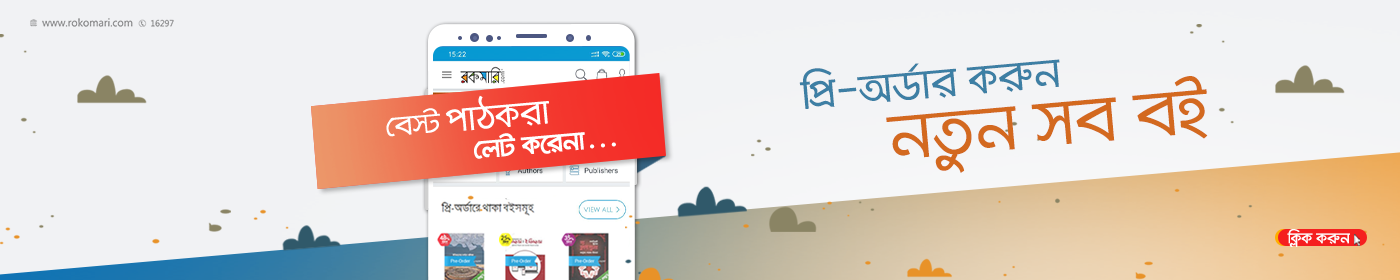 www.rokomari.com 16297
15:22
রকমারি
বেস্ট পাঠকরা
লেট করেনা...
Authors
Publishers
প্রি-অর্ডারে থাকা বইসমূহ
VIEW ALL
Pre-Order
Pre-Order
Pre-Order
প্রি-অর্ডার করুন
নতুন সব বই
ক্লিক করুন